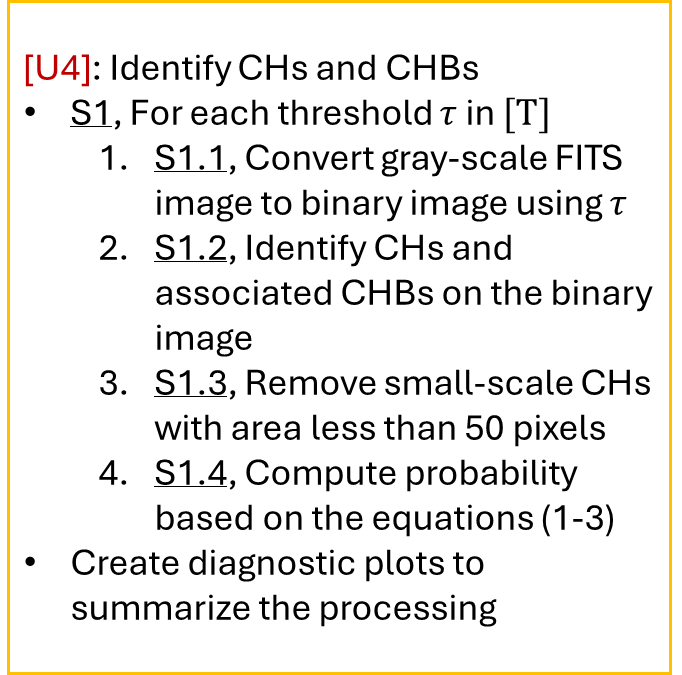 [U4]: Identify CHs and CHBs
• S1, For each threshold τ in [T]
1. S1.1, Convert gray-scale FITS
image to binary image using τ
2. S1.2, Identify CHs and
associated CHBs on the binary
image
3. S1.3, Remove small-scale CHs
with area less than 50 pixels
4. S1.4, Compute probability
based on the equations (1-3)
• Create diagnostic plots to
summarize the processing